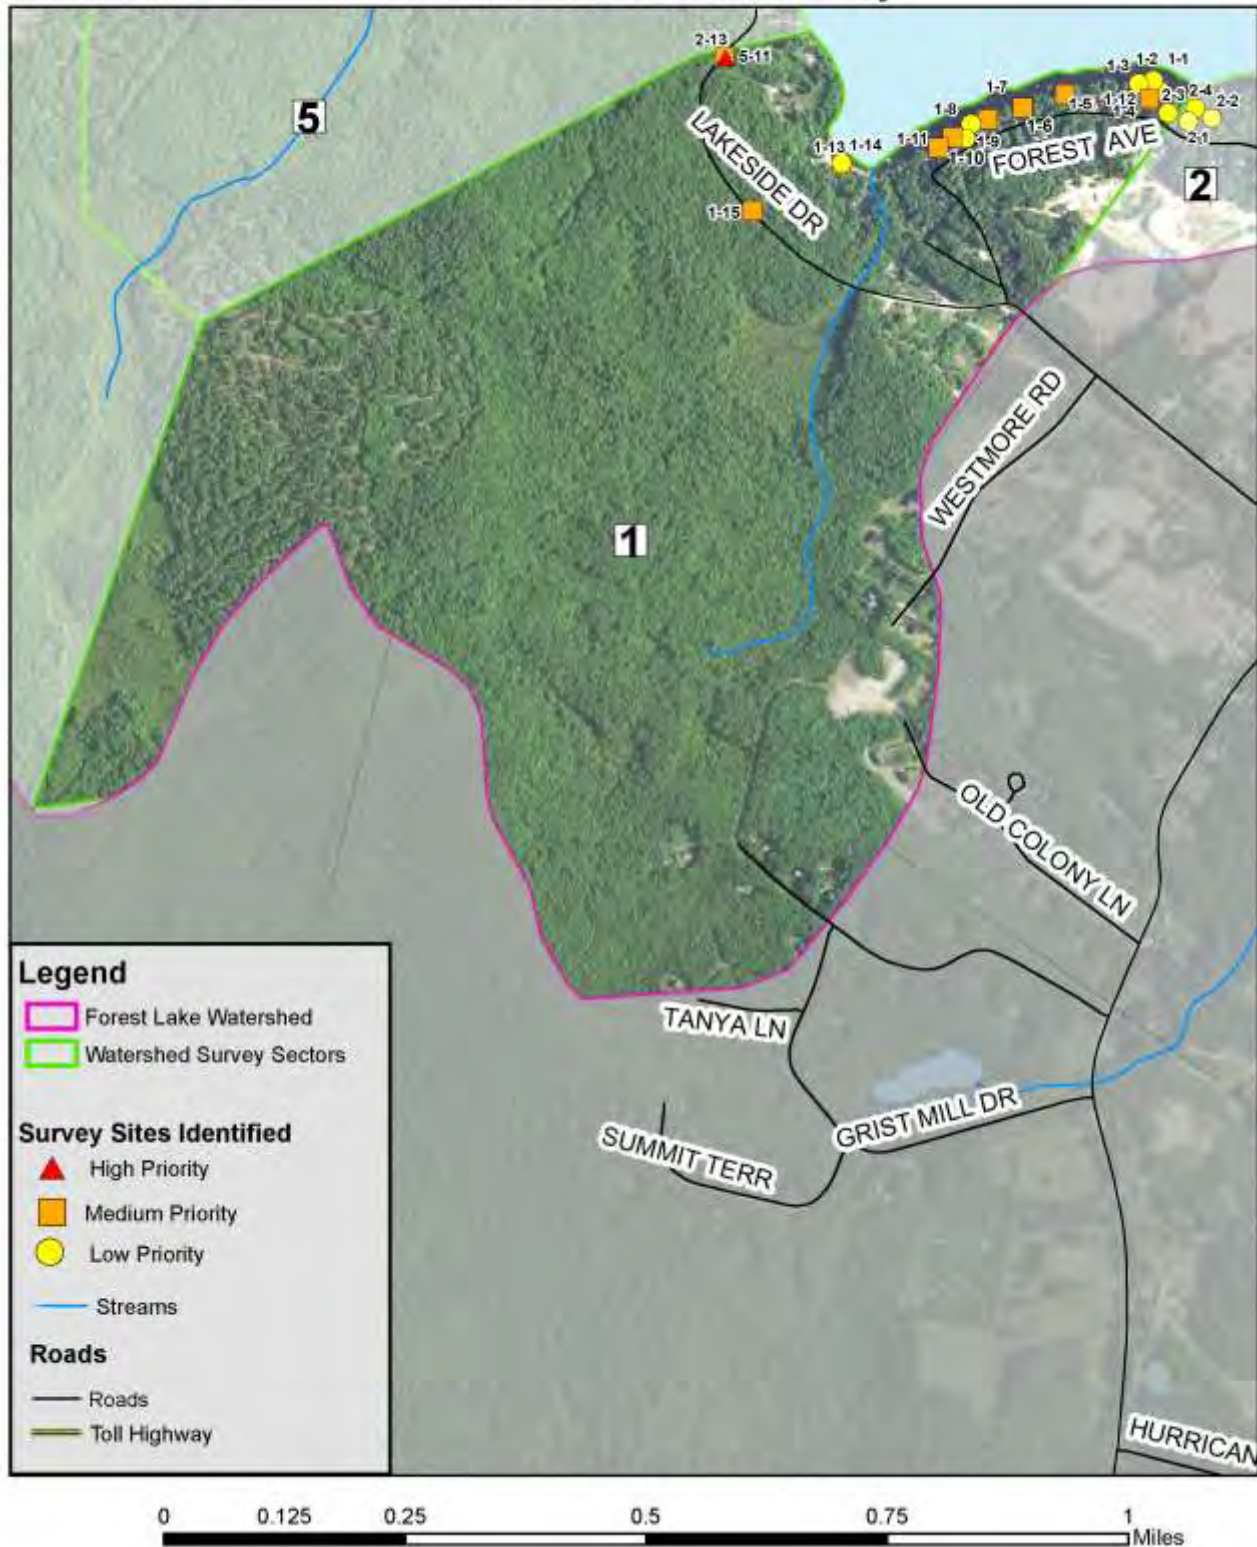 2-13
5-11
5
LAKESIDE DR
1-13 1-14
1-15
1-3 1-2 1-1
1-7
1-8
1-5
1-12
1-4
2-3 2-4
2-2
2-1
1-6
1-9
1-11
1-10
FOREST AVE
2
WESTMORE RD
1
OLD COLONY LN
TANYA LN
GRIST MILL DR
SUMMIT TERR
HURRICAN
Legend
Forest Lake Watershed
Watershed Survey Sectors
Survey Sites Identified
High Priority
Medium Priority
Low Priority
Streams
Roads
Roads
Toll Highway
0 0.125 0.25 0.5 0.75 1
Miles